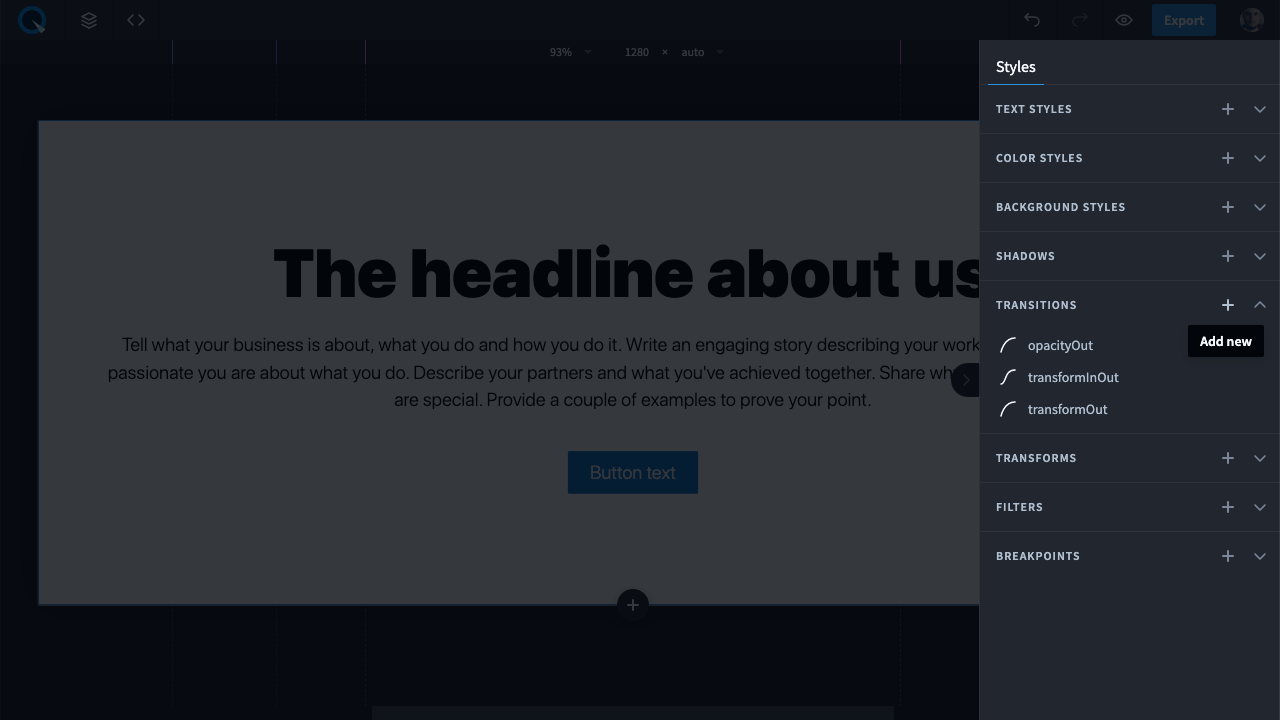 Export
93%
1280 × auto
Styles
TEXT STYLES
COLOR STYLES
BACKGROUND STYLES
SHADOWS
TRANSITIONS
Add new
opacityOut
transformInOut
transformOut
TRANSFORMS
FILTERS
BREAKPOINTS
The headline about us
Tell what your business is about, what you do and how you do it. Write an engaging story describing your work
passionate you are about what you do. Describe your partners and what you've achieved together. Share
are special. Provide a couple of examples to prove your point.
Button text